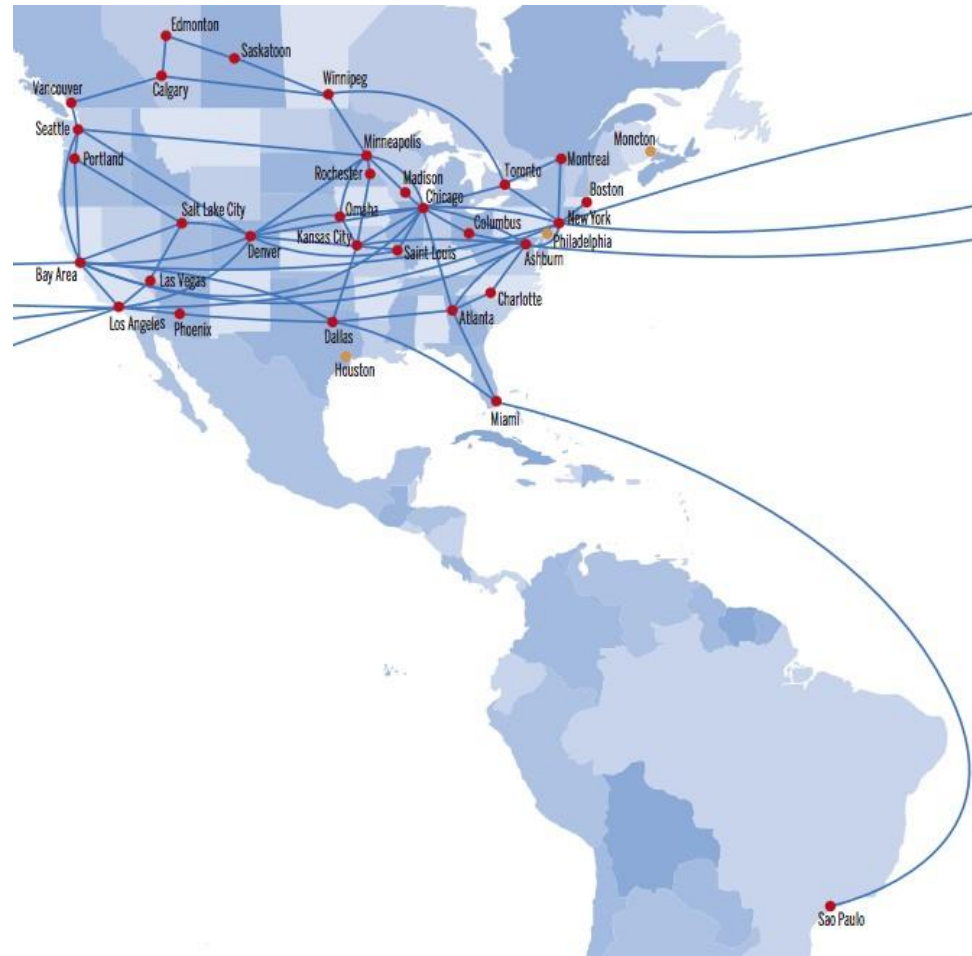 Edmonton
Saskatoon
Calgary
Winnipeg
Vancouver
Seattle
Portland
Minneapolis
Rochester
Madison
Chicago
Toronto
Montreal
Moncton
Boston
New York
Philadelphia
Columbus
Ashburn
Omaha
Kansas City
Saint Louis
Salt Lake City
Denver
Bay Area
Las Vegas
Los Angeles
Phoenix
Dallas
Houston
Charlotte
Atlanta
Miami
Sao Paulo